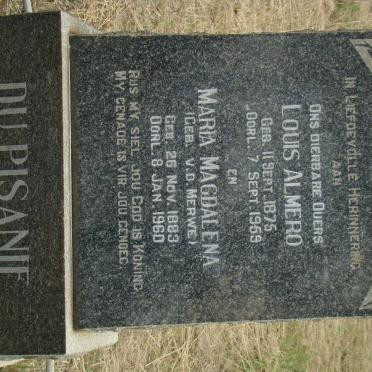 IN LIEFDEVOLLE HERINNERING
AAN
ONS DIERBARE OUERS
LOUIS ALMERO
GEB. 11 SEPT. 1875
OORL. 7 SEPT. 1959
EN
MARIA MAGDALENA
(GEB. V.D. MERWE)
GEB 26 NOV. 1883
OORL. 8 JAN. 1960
RUS MY SIEL, JOU GOD IS KONING
MY GENADE IS VIR JOU GENOEG.
DU PISANIE